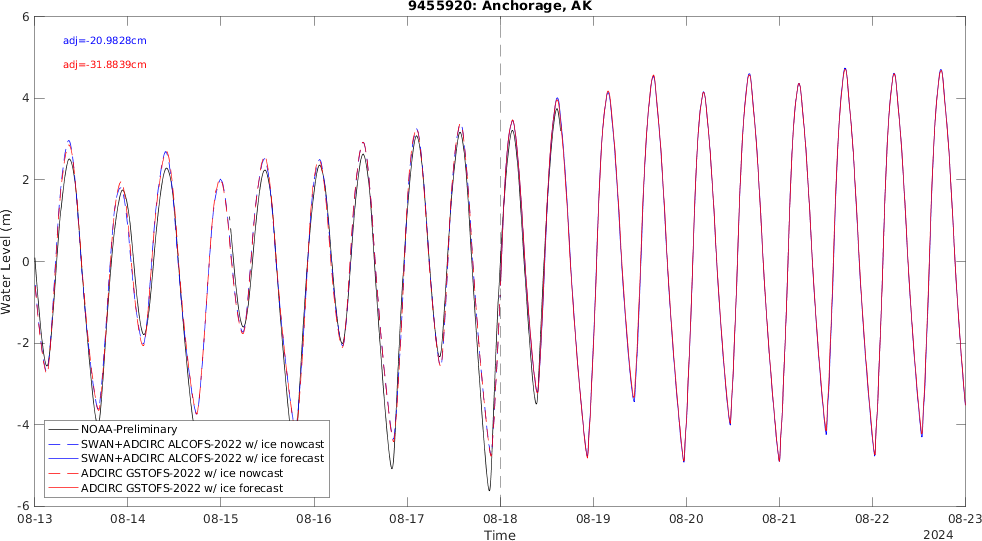 9455920: Anchorage, AK
6
adj=-20.9828cm
adj=-31.8839cm
4
2
0
-2
-4
-6
Water Level (m)
NOAA-Preliminary
SWAN+ADCIRC ALCOFS-2022 w/ ice nowcast
SWAN+ADCIRC ALCOFS-2022 w/ ice forecast
ADCIRC GSTOFS-2022 w/ ice nowcast
ADCIRC GSTOFS-2022 w/ ice forecast
08-13 08-14 08-15 08-16 08-17 08-18 08-19 08-20 08-21 08-22 08-23
Time
2024